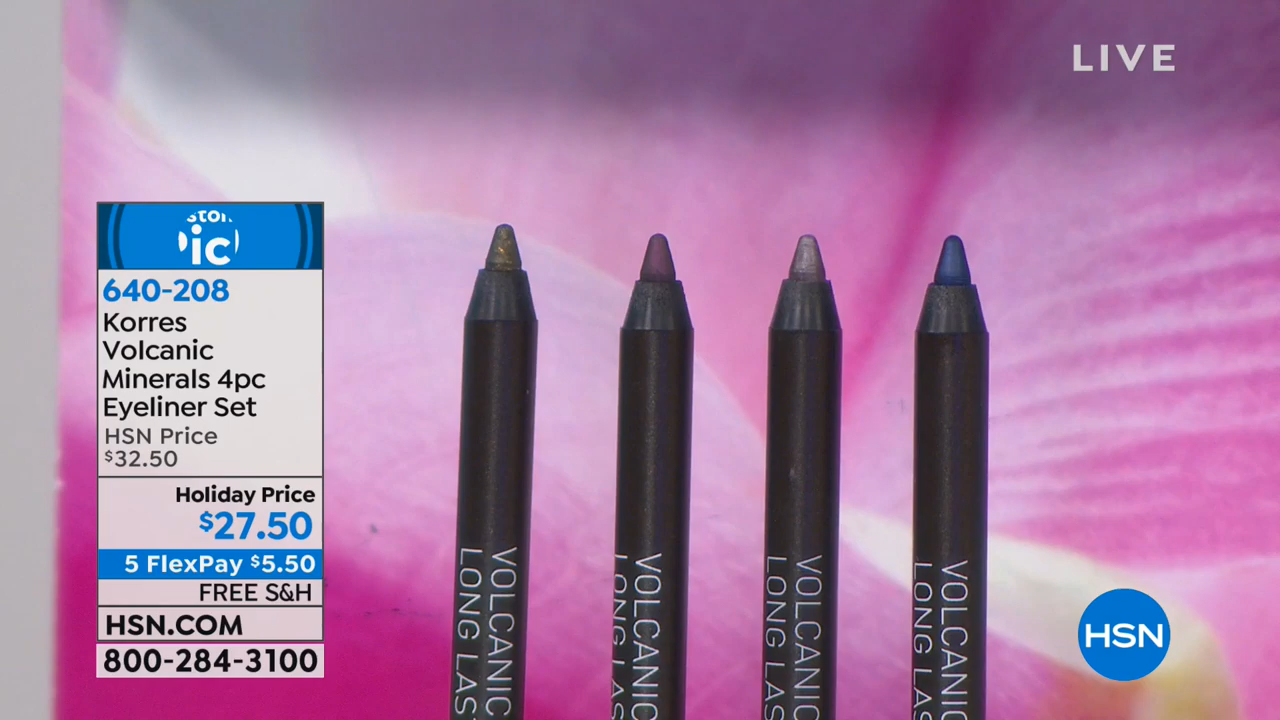 LIVE
640-208
Korres
Volcanic
Minerals 4pc
Eyeliner Set
HSN Price
$32.50
Holiday Price
$27.50
5 FlexPay $5.50
FREE S&H
HSN.COM
800-284-3100
VOLCANIC
LONG LAS
VOLCANIC
LONG LAS
VOLCANIC
LONG LAS
VOLCANIC
LONG LAS
HSN